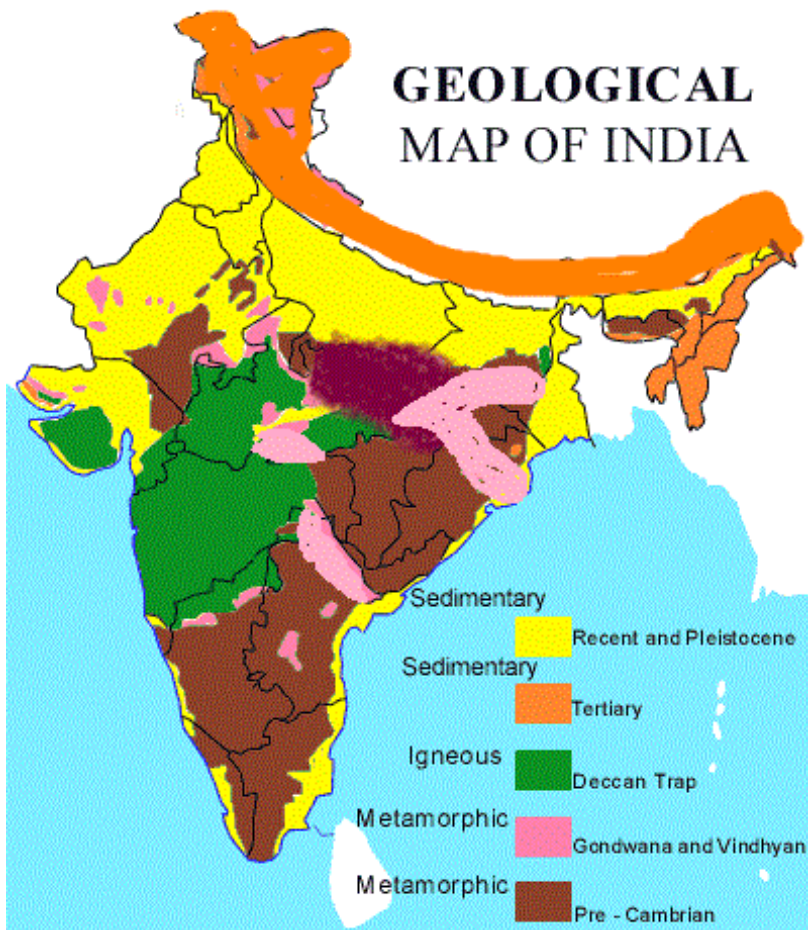 GEOLOGICAL
MAP OF INDIA
Sedimentary
Recent and Pleistocene
Sedimentary
Tertiary
Igneous
Deccan Trap
Metamorphic
Gondwana and Vindhyan
Metamorphic
Pre - Cambrian